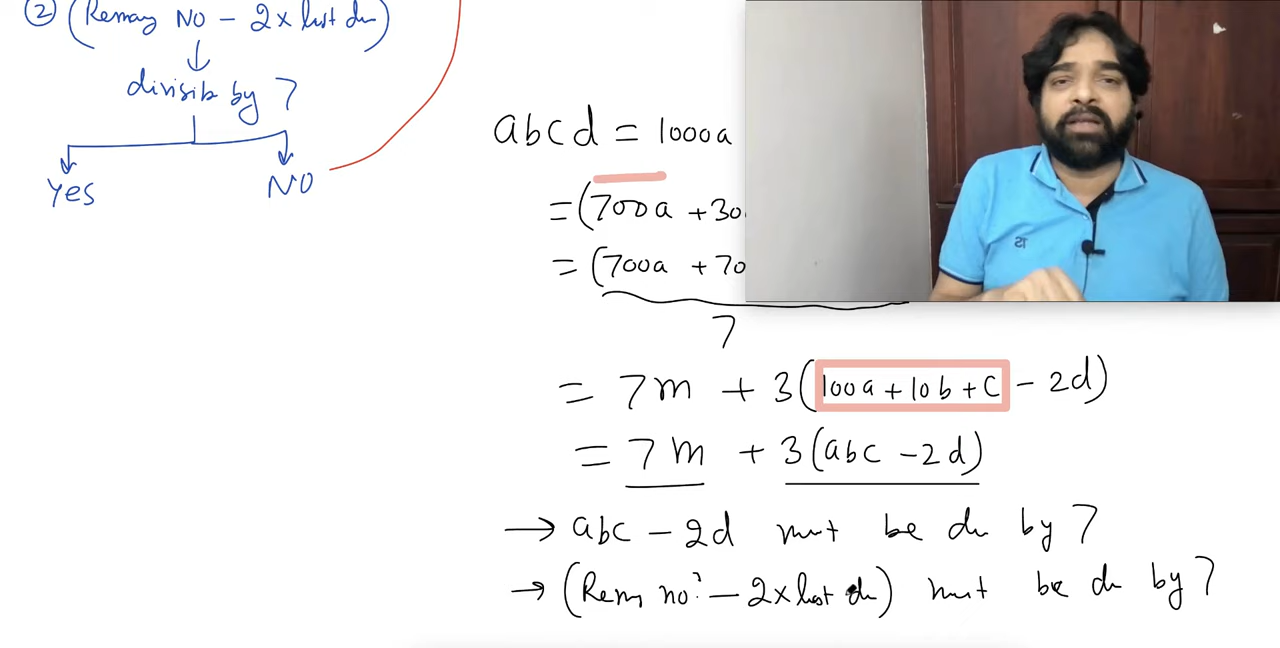 ② (Remaing NO - 2 x last dn)
divisib by 7
Yes NO
abcd = 1000a
= (700a + 30
= (700a + 70
7
= 7m + 3(100a + 10b + c - 2d)
= 7m + 3(abc - 2d)
→ abc - 2d must be dn by 7
→ (Rem no: - 2 x last dn) must be dn by 7